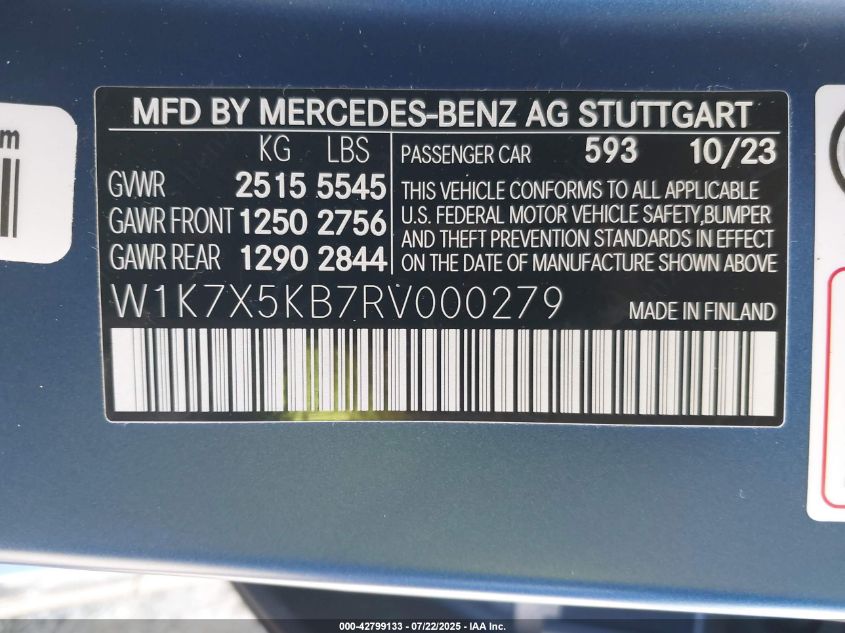 MFD BY MERCEDES-BENZ AG STUTTGART
KG LBS
GVWR 2515 5545
GAWR FRONT 1250 2756
GAWR REAR 1290 2844
PASSENGER CAR 593 10/23
THIS VEHICLE CONFORMS TO ALL APPLICABLE
U.S. FEDERAL MOTOR VEHICLE SAFETY,BUMPER
AND THEFT PREVENTION STANDARDS IN EFFECT
ON THE DATE OF MANUFACTURE SHOWN ABOVE
W1K7X5KB7RV000279 MADE IN FINLAND
m
000-42799133 - 07/22/2025 - IAA Inc.